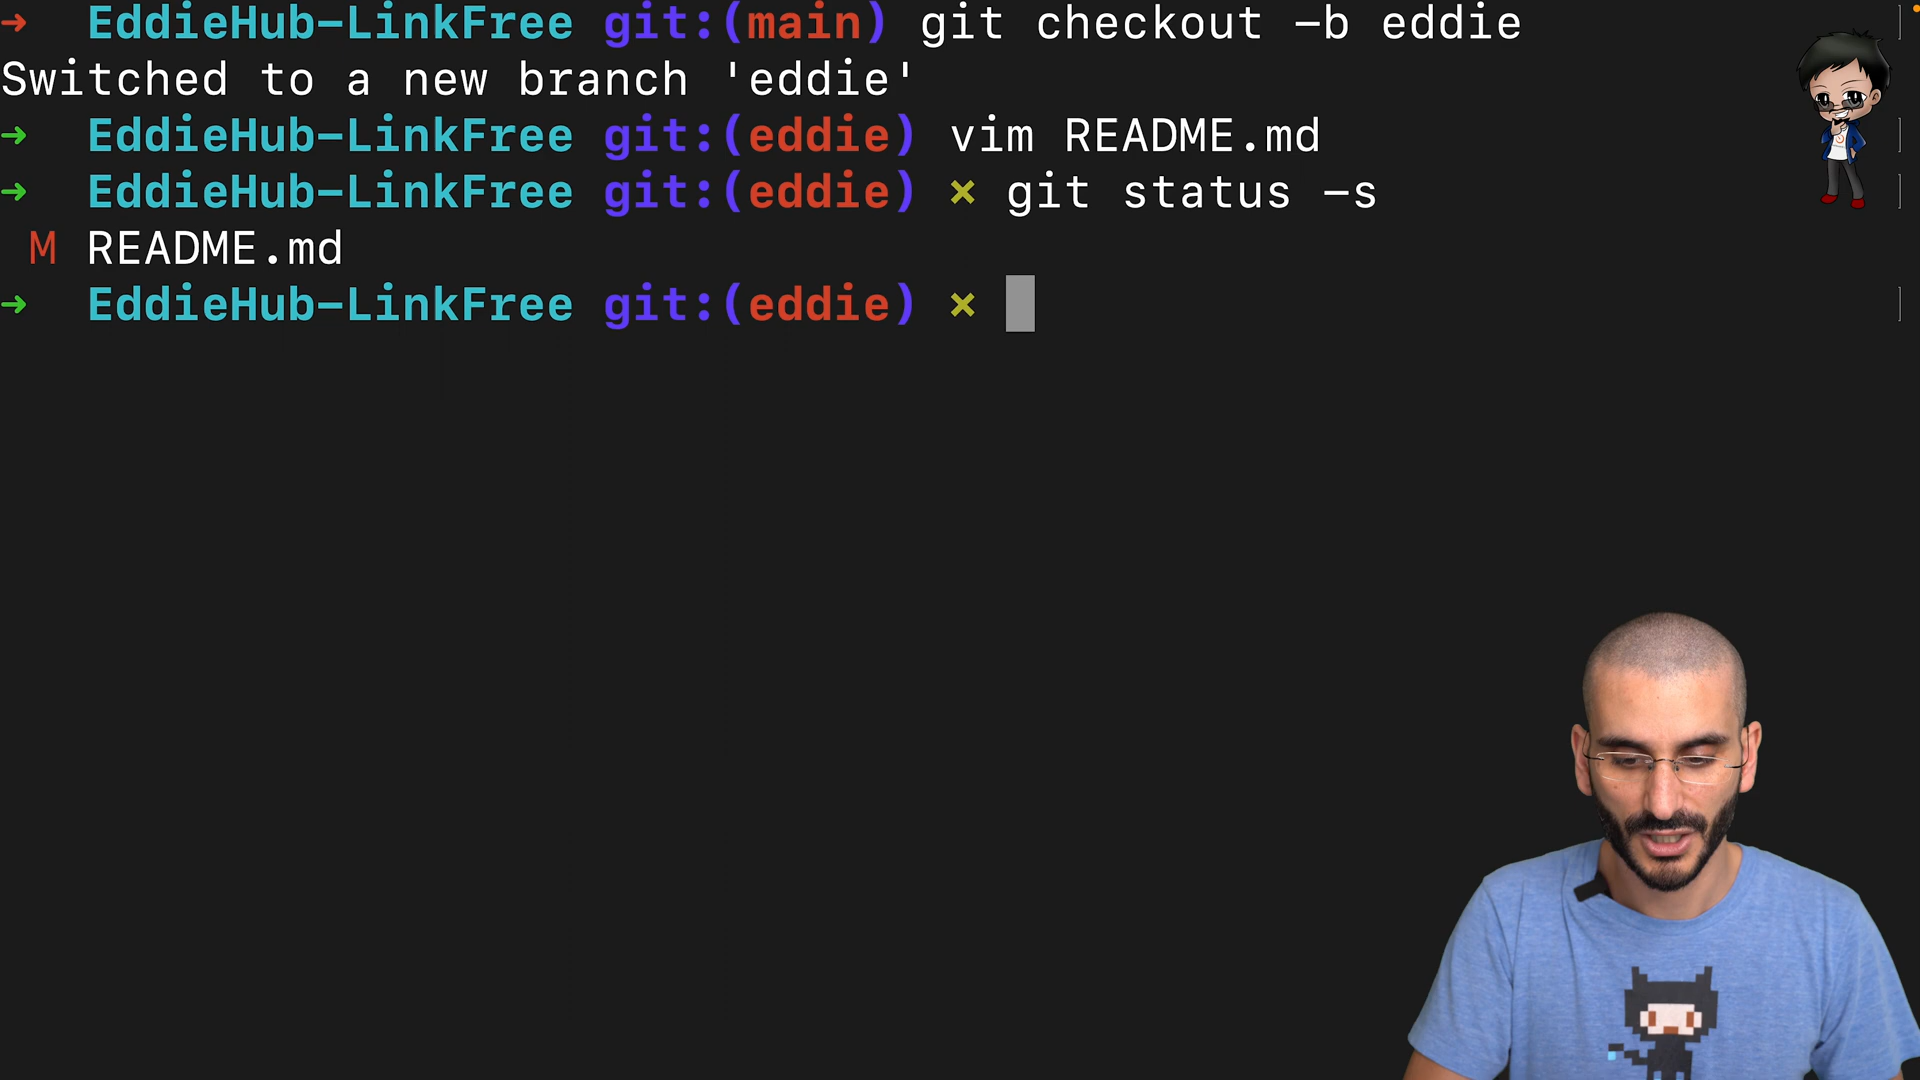 ➜ EddieHub-LinkFree git:(main) git checkout -b eddie
Switched to a new branch 'eddie'
➜ EddieHub-LinkFree git:(eddie) vim README.md
➜ EddieHub-LinkFree git:(eddie) × git status -s
M README.md
➜ EddieHub-LinkFree git:(eddie) ×